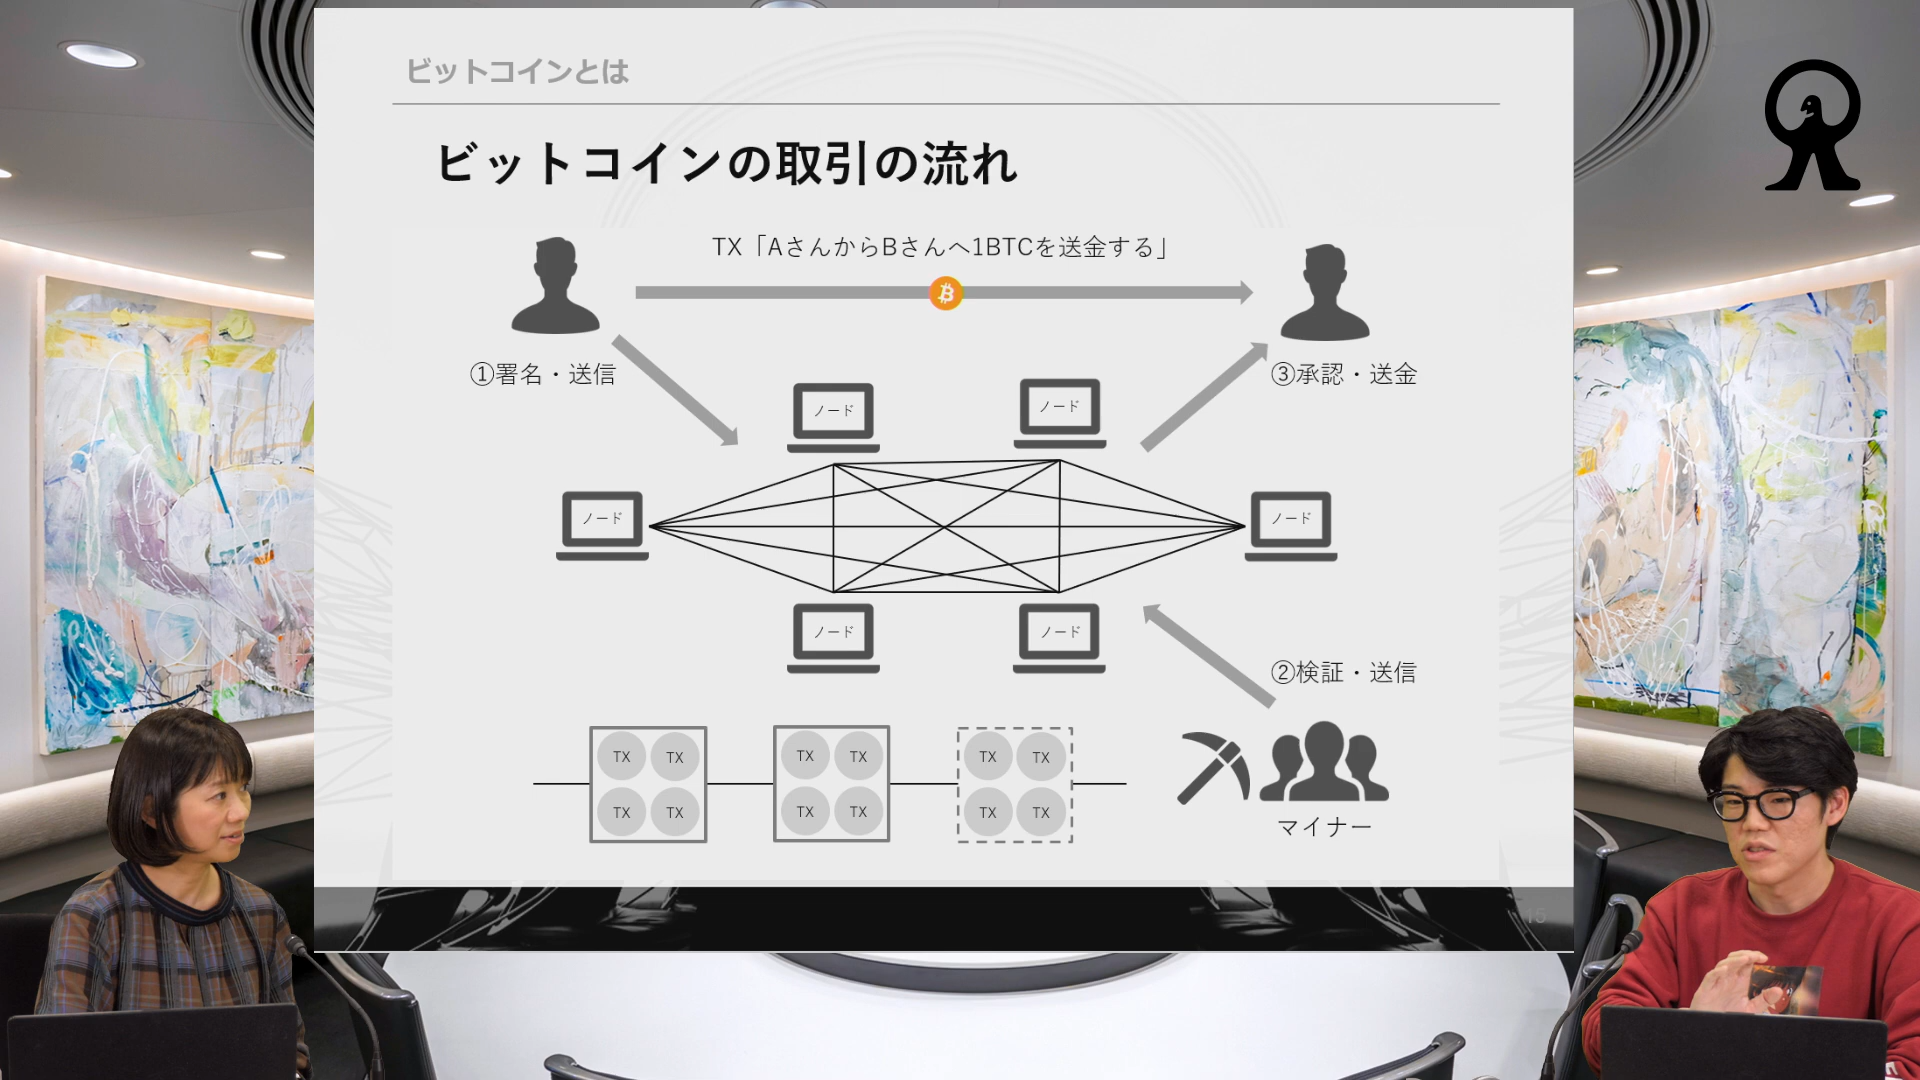 ビットコインとは
ビットコインの取引の流れ
TX「AさんからBさんへ1BTCを送金する」
①署名・送信
③承認・送金
ノード
ノード
ノード
ノード
ノード
ノード
②検証・送信
TX TX
TX TX
TX TX
TX TX
TX TX
TX TX
マイナー
15